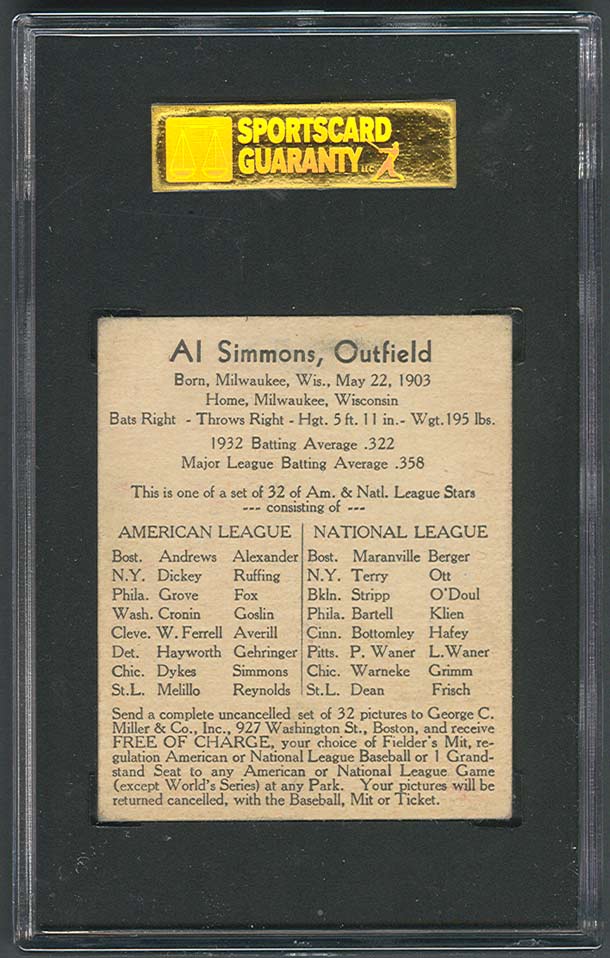 SPORTSCARD
GUARANTY LLC
Al Simmons, Outfield
Born, Milwaukee, Wis., May 22, 1903
Home, Milwaukee, Wisconsin
Bats Right - Throws Right - Hgt. 5 ft. 11 in. - Wgt. 195 lbs.
1932 Batting Average .322
Major League Batting Average .358
This is one of a set of 32 of Am. & Natl. League Stars
--- consisting of ---
AMERICAN LEAGUE NATIONAL LEAGUE
Bost. Andrews Alexander Bost. Maranville Berger
N.Y. Dickey Ruffing N.Y. Terry Ott
Phila. Grove Fox Bkln. Stripp O'Doul
Wash. Cronin Goslin Phila. Bartell Klien
Cleve. W. Ferrell Averill Cinn. Bottomley Hafey
Det. Hayworth Gehringer Pitts. P. Waner L. Waner
Chic. Dykes Simmons Chic. Warneke Grimm
St.L. Melillo Reynolds St.L. Dean Frisch
Send a complete uncancelled set of 32 pictures to George C.
Miller & Co., Inc., 927 Washington St., Boston, and receive
FREE OF CHARGE, your choice of Fielder's Mit, re-
gulation American or National League Baseball or 1 Grand-
stand Seat to any American or National League Game
(except World's Series) at any Park. Your pictures will be
returned cancelled, with the Baseball, Mit or Ticket.